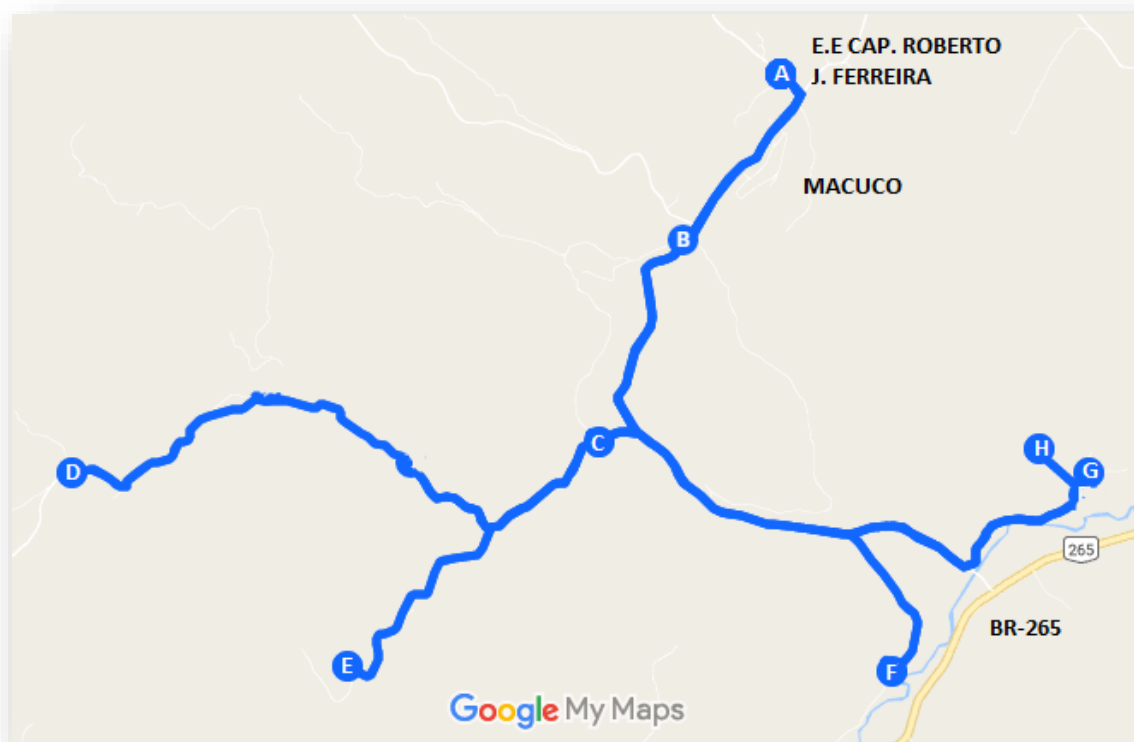 E.E CAP. ROBERTO
J. FERREIRA
A
MACUCO
B
C
H
G
D
265
BR-265
E
F
Google My Maps